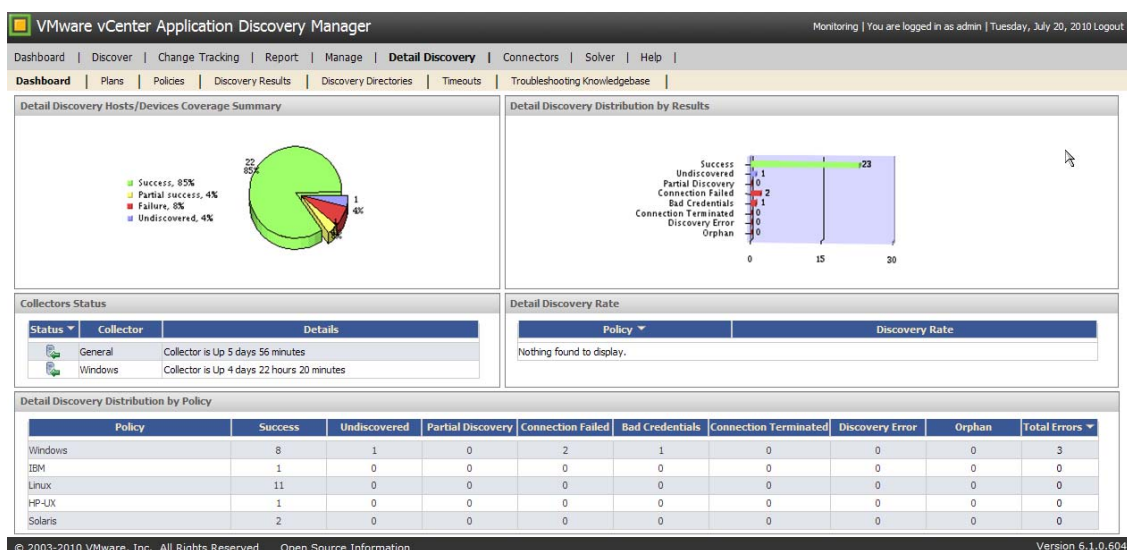 VMware vCenter Application Discovery Manager
Monitoring | You are logged in as admin | Tuesday, July 20, 2010 Logout
Dashboard | Discover | Change Tracking | Report | Manage | Detail Discovery | Connectors | Solver | Help |
Dashboard | Plans | Policies | Discovery Results | Discovery Directories | Timeouts | Troubleshooting Knowledgebase |
Detail Discovery Hosts/Devices Coverage Summary
Success, 85%
Partial success, 4%
Failure, 8%
Undiscovered, 4%
22
85%
1
4%
Detail Discovery Distribution by Results
Success 23
Undiscovered 1
Partial Discovery 0
Connection Failed 2
Bad Credentials 1
Connection Terminated 0
Discovery Error 0
Orphan 0
0 15 30
Collectors Status
Status Collector Details
General Collector is Up 5 days 56 minutes
Windows Collector is Up 4 days 22 hours 20 minutes
Detail Discovery Rate
Policy Discovery Rate
Nothing found to display.
Detail Discovery Distribution by Policy
Policy Success Undiscovered Partial Discovery Connection Failed Bad Credentials Connection Terminated Discovery Error Orphan Total Errors
Windows 8 1 0 2 1 0 0 0 3
IBM 1 0 0 0 0 0 0 0 0
Linux 11 0 0 0 0 0 0 0 0
HP-UX 1 0 0 0 0 0 0 0 0
Solaris 2 0 0 0 0 0 0 0 0
© 2003-2010 VMware, Inc. All Rights Reserved Open Source Information
Version 6.1.0.604